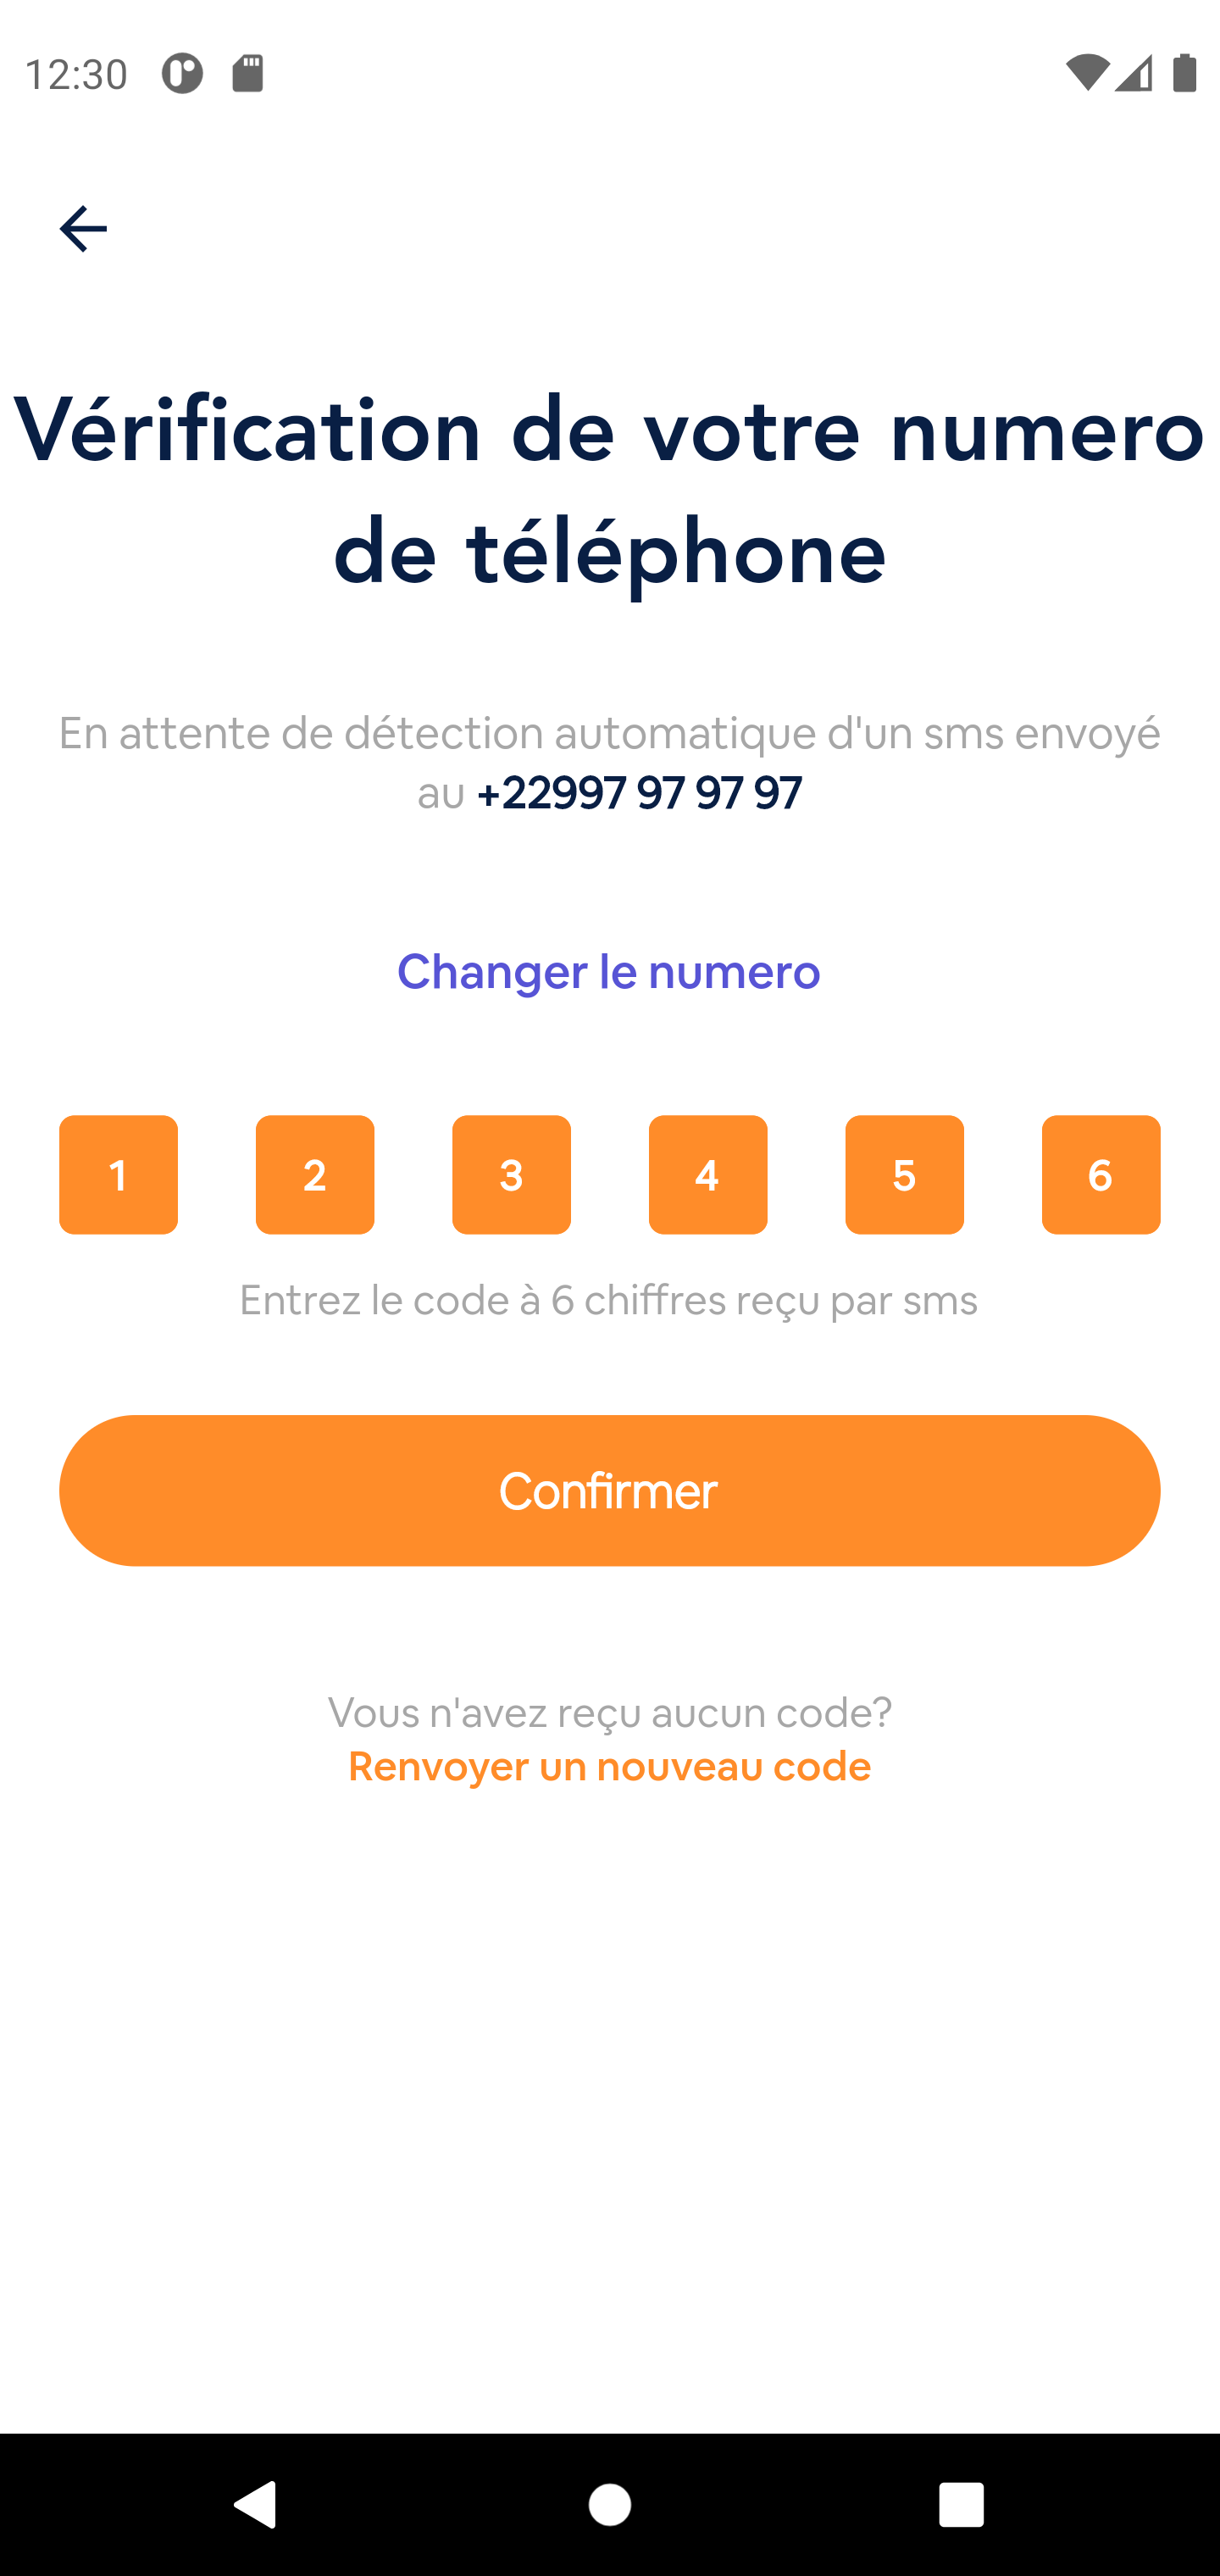 12:30
Vérification de votre numero
de téléphone
En attente de détection automatique d'un sms envoyé
au +22997 97 97 97
Changer le numero
1 2 3 4 5 6
Entrez le code à 6 chiffres reçu par sms
Confirmer
Vous n'avez reçu aucun code?
Renvoyer un nouveau code